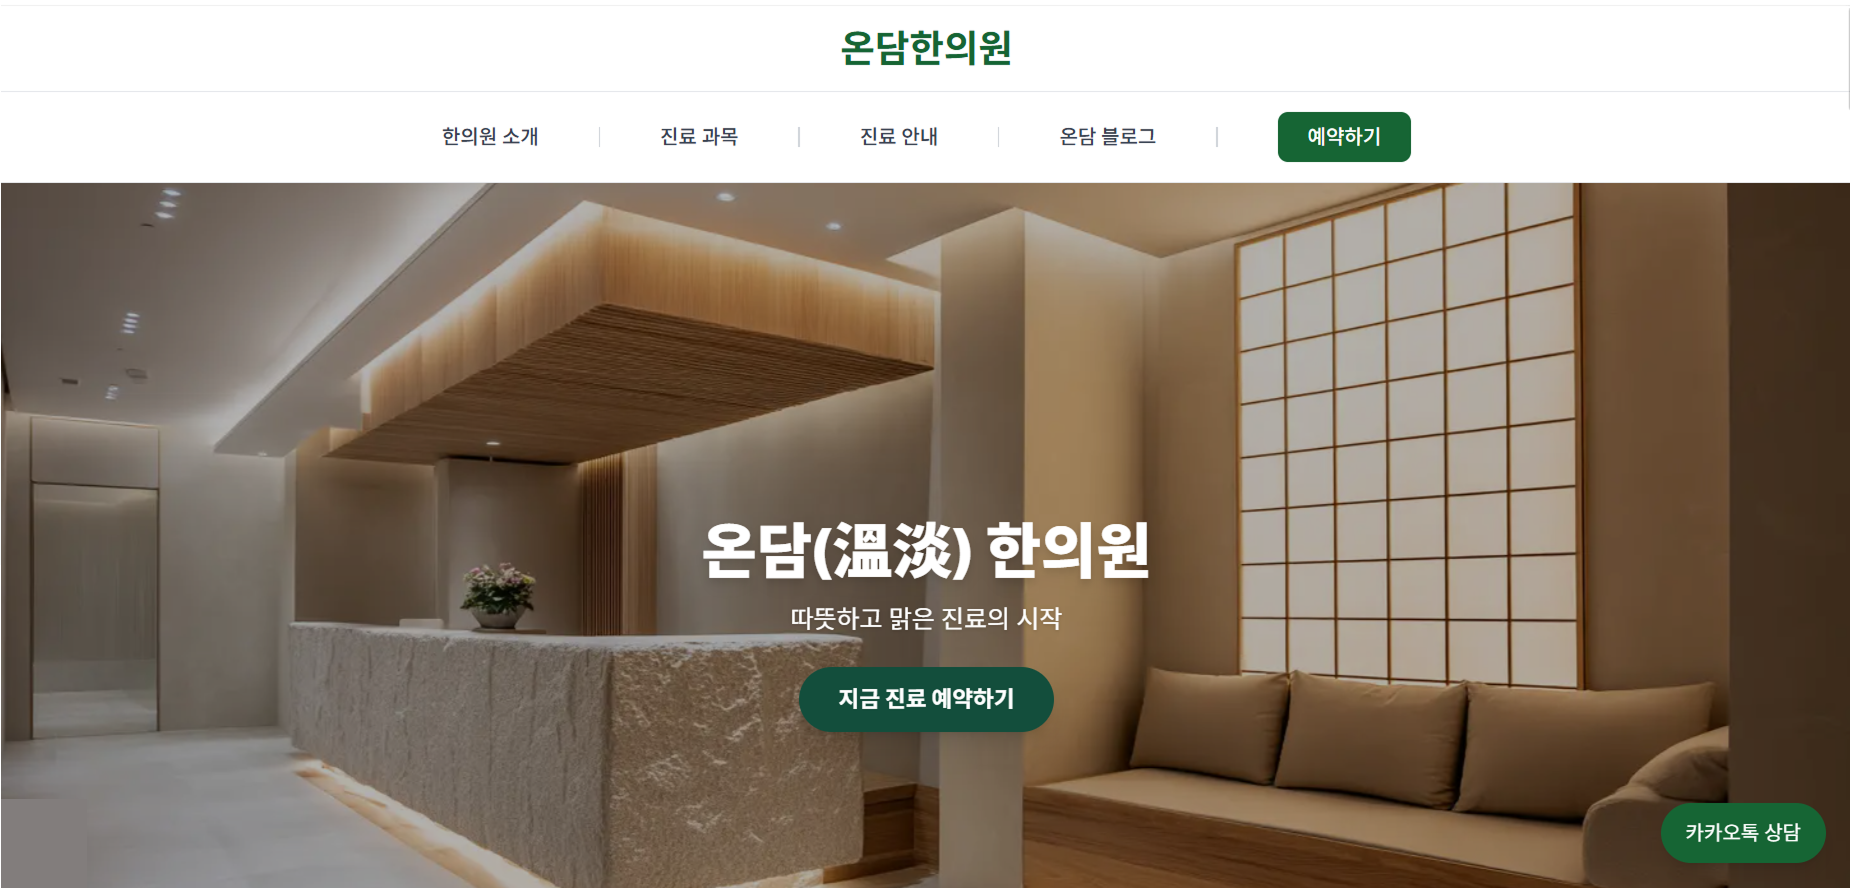 온담한의원
한의원 소개
진료 과목
진료 안내
온담 블로그
예약하기
온담(溫淡) 한의원
따뜻하고 맑은 진료의 시작
지금 진료 예약하기
카카오톡 상담